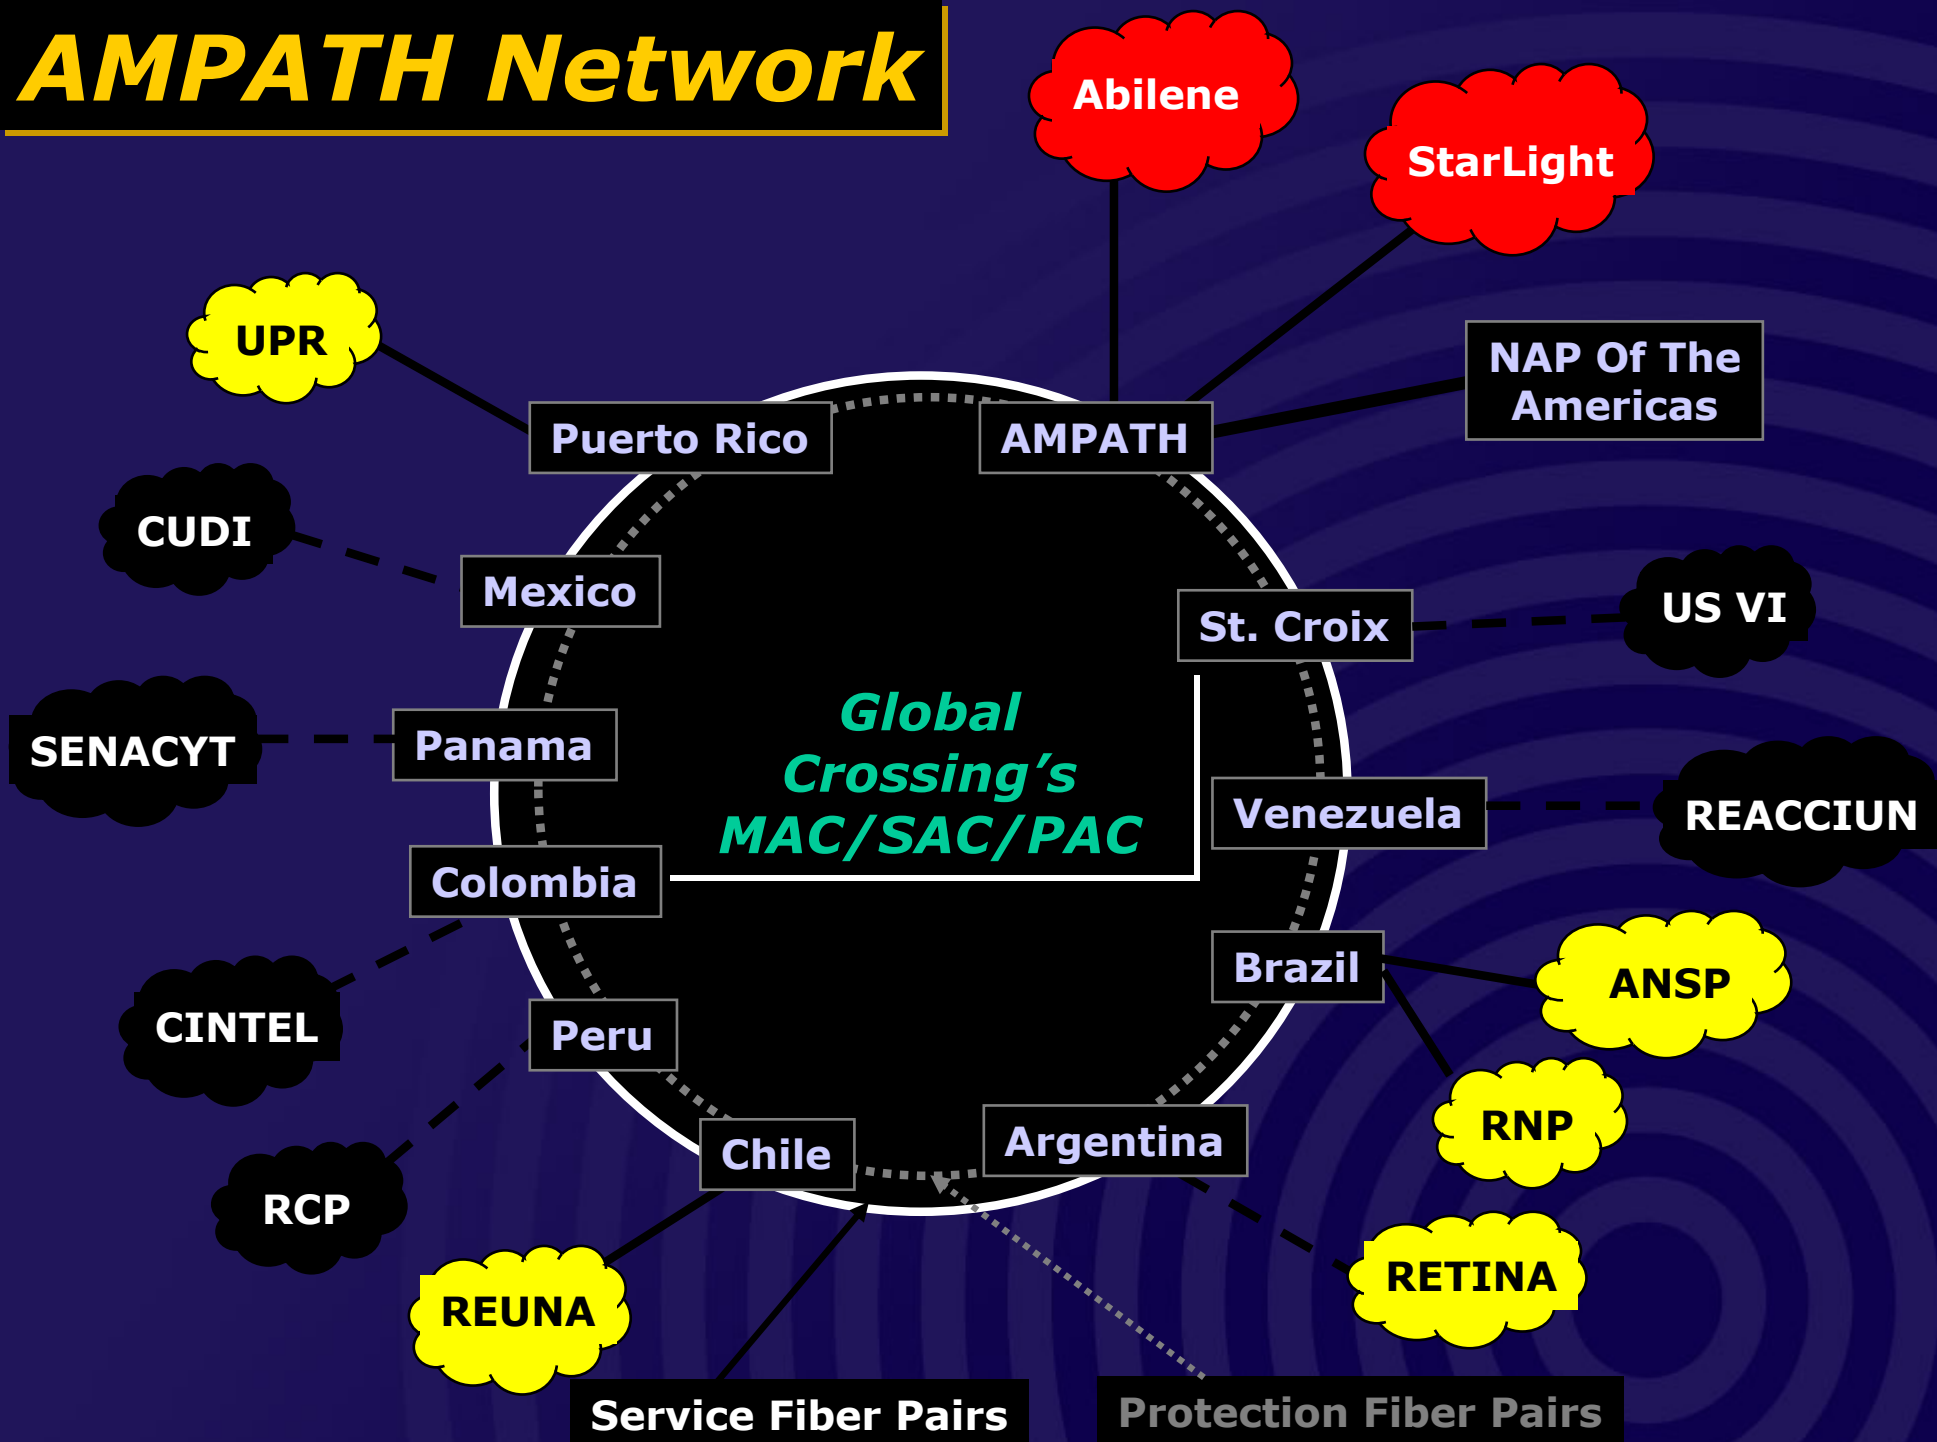 AMPATH Network
Abilene
StarLight
UPR
NAP Of The
Americas
Puerto Rico
AMPATH
CUDI
Mexico
US VI
St. Croix
SENACYT
Panama
Global
Crossing’s
MAC/SAC/PAC
Venezuela
REACCIUN
Colombia
Brazil
ANSP
CINTEL
Peru
RNP
Chile
Argentina
RCP
RETINA
REUNA
Service Fiber Pairs
Protection Fiber Pairs